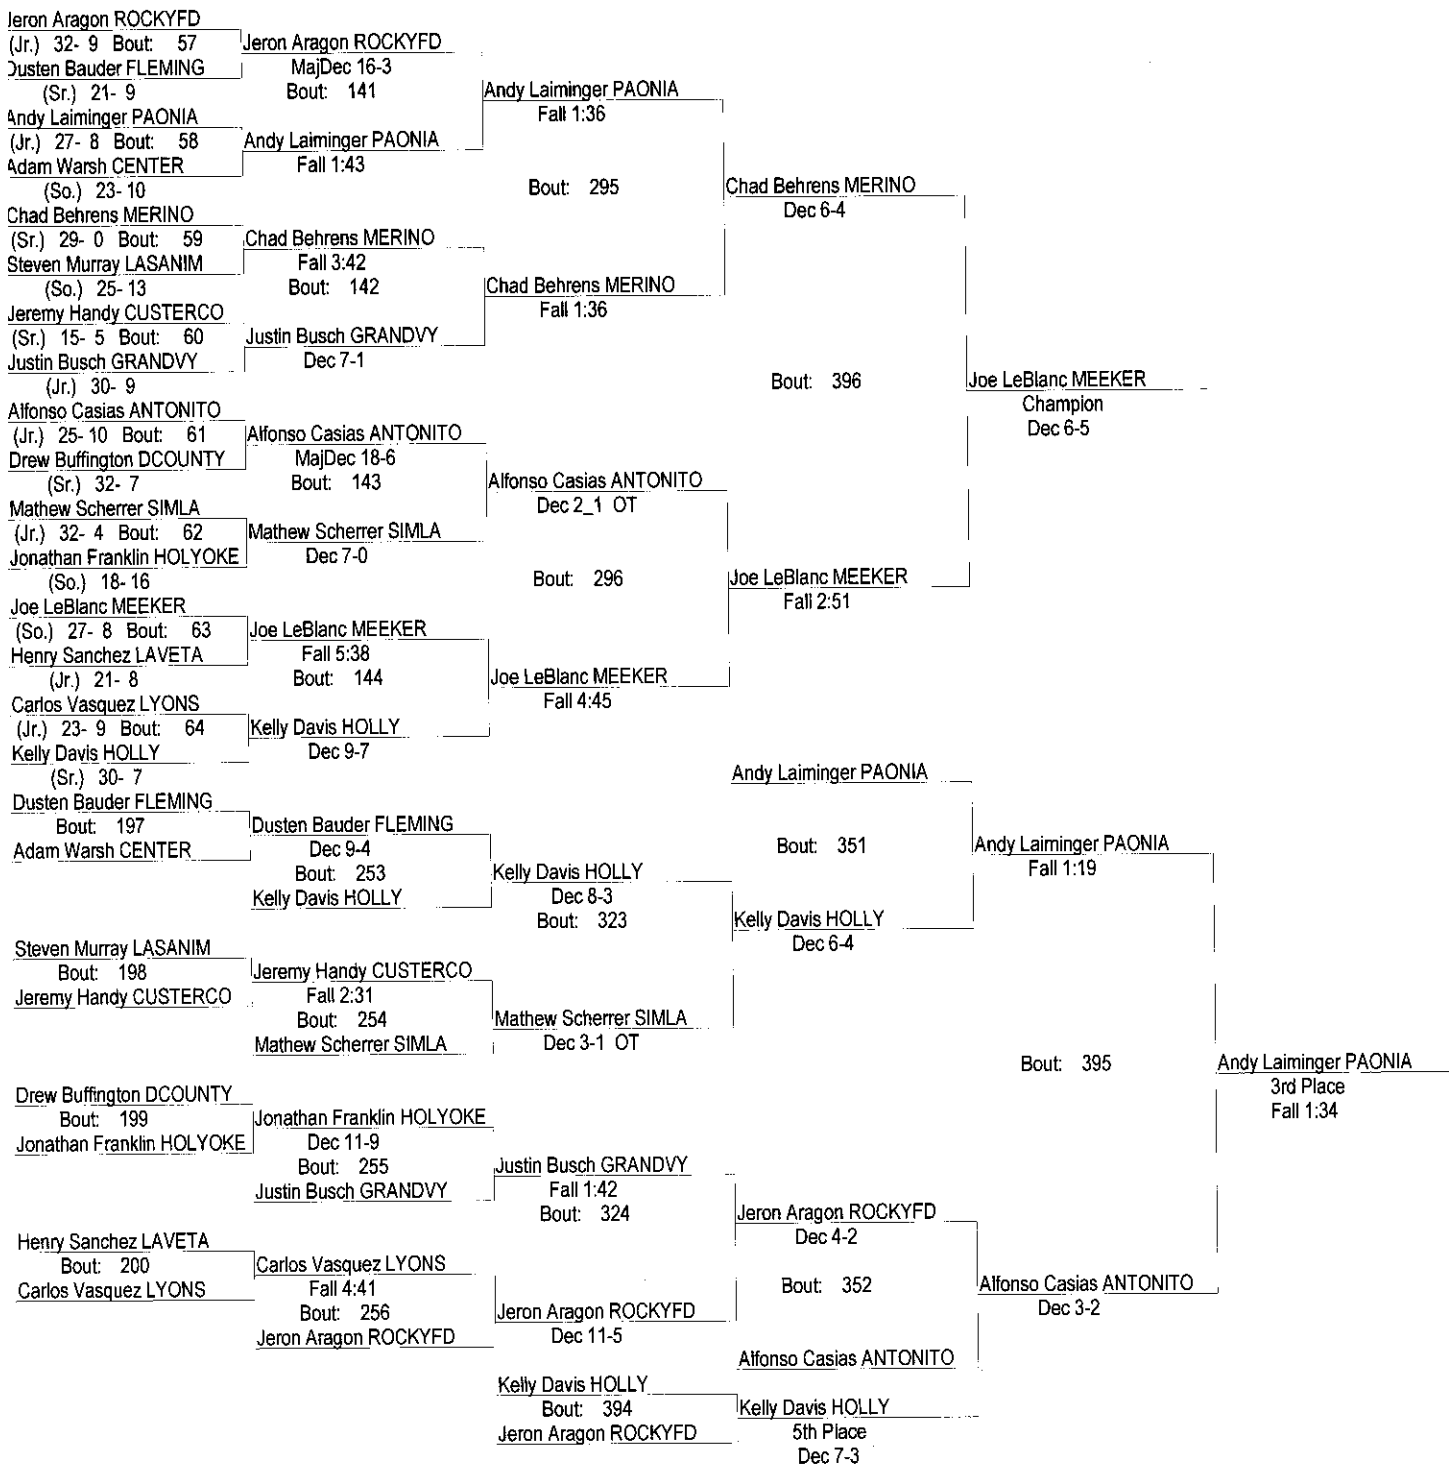 Jeron Aragon ROCKYFD
(Jr.) 32- 9 Bout: 57
Dusten Bauder FLEMING
(Sr.) 21- 9
Andy Laiminger PAONIA
(Jr.) 27- 8 Bout: 58
Adam Warsh CENTER
(So.) 23- 10
Chad Behrens MERINO
(Sr.) 29- 0 Bout: 59
Steven Murray LASANIM
(So.) 25- 13
Jeremy Handy CUSTERCO
(Sr.) 15- 5 Bout: 60
Justin Busch GRANDVY
(Jr.) 30- 9
Alfonso Casias ANTONITO
(Jr.) 25- 10 Bout: 61
Drew Buffington DCOUNTY
(Sr.) 32- 7
Mathew Scherrer SIMLA
(Jr.) 32- 4 Bout: 62
Jonathan Franklin HOLYOKE
(So.) 18- 16
Joe LeBlanc MEEKER
(So.) 27- 8 Bout: 63
Henry Sanchez LAVETA
(Jr.) 21- 8
Carlos Vasquez LYONS
(Jr.) 23- 9 Bout: 64
Kelly Davis HOLLY
(Sr.) 30- 7
Jeron Aragon ROCKYFD
MajDec 16-3
Bout: 141
Andy Laiminger PAONIA
Fall 1:43
Chad Behrens MERINO
Fall 3:42
Bout: 142
Justin Busch GRANDVY
Dec 7-1
Alfonso Casias ANTONITO
MajDec 18-6
Bout: 143
Mathew Scherrer SIMLA
Dec 7-0
Joe LeBlanc MEEKER
Fall 5:38
Bout: 144
Kelly Davis HOLLY
Dec 9-7
Andy Laiminger PAONIA
Fall 1:36
Bout: 295
Chad Behrens MERINO
Fall 1:36
Alfonso Casias ANTONITO
Dec 2_1 OT
Bout: 296
Joe LeBlanc MEEKER
Fall 4:45
Chad Behrens MERINO
Dec 6-4
Bout: 396
Joe LeBlanc MEEKER
Fall 2:51
Joe LeBlanc MEEKER
Champion
Dec 6-5
Dusten Bauder FLEMING
Bout: 197
Adam Warsh CENTER
Steven Murray LASANIM
Bout: 198
Jeremy Handy CUSTERCO
Drew Buffington DCOUNTY
Bout: 199
Jonathan Franklin HOLYOKE
Henry Sanchez LAVETA
Bout: 200
Carlos Vasquez LYONS
Dusten Bauder FLEMING
Dec 9-4
Bout: 253
Kelly Davis HOLLY
Jeremy Handy CUSTERCO
Fall 2:31
Bout: 254
Mathew Scherrer SIMLA
Jonathan Franklin HOLYOKE
Dec 11-9
Bout: 255
Justin Busch GRANDVY
Carlos Vasquez LYONS
Fall 4:41
Bout: 256
Jeron Aragon ROCKYFD
Kelly Davis HOLLY
Dec 8-3
Bout: 323
Mathew Scherrer SIMLA
Dec 3-1 OT
Justin Busch GRANDVY
Fall 1:42
Bout: 324
Jeron Aragon ROCKYFD
Dec 11-5
Andy Laiminger PAONIA
Bout: 351
Kelly Davis HOLLY
Dec 6-4
Jeron Aragon ROCKYFD
Dec 4-2
Bout: 352
Alfonso Casias ANTONITO
Andy Laiminger PAONIA
Fall 1:19
Bout: 395
Alfonso Casias ANTONITO
Dec 3-2
Andy Laiminger PAONIA
3rd Place
Fall 1:34
Kelly Davis HOLLY
Bout: 394
Jeron Aragon ROCKYFD
Kelly Davis HOLLY
5th Place
Dec 7-3